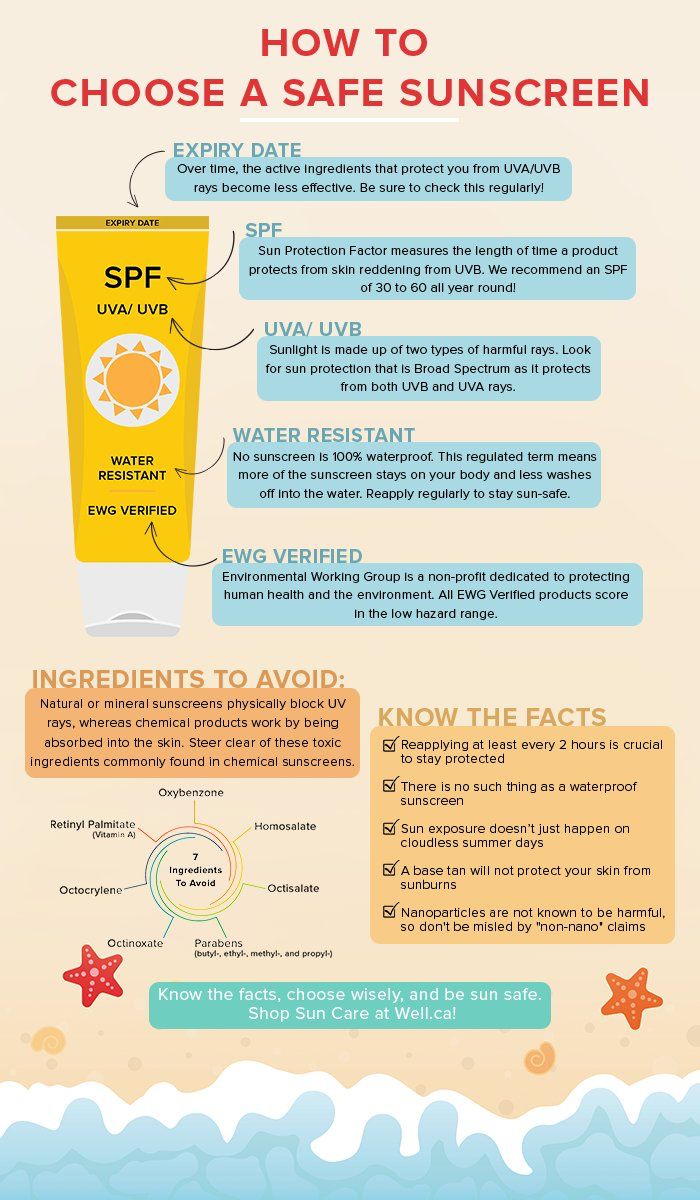 HOW TO
CHOOSE A SAFE SUNSCREEN
EXPIRY DATE
Over time, the active ingredients that protect you from UVA/UVB
rays become less effective. Be sure to check this regularly!
EXPIRY DATE
SPF
UVA/ UVB
WATER
RESISTANT
EWG VERIFIED
SPF
Sun Protection Factor measures the length of time a product
protects from skin reddening from UVB. We recommend an SPF
of 30 to 60 all year round!
UVA/ UVB
Sunlight is made up of two types of harmful rays. Look
for sun protection that is Broad Spectrum as it protects
from both UVB and UVA rays.
WATER RESISTANT
No sunscreen is 100% waterproof. This regulated term means
more of the sunscreen stays on your body and less washes
off into the water. Reapply regularly to stay sun-safe.
EWG VERIFIED
Environmental Working Group is a non-profit dedicated to protecting
human health and the environment. All EWG Verified products score
in the low hazard range.
INGREDIENTS TO AVOID:
Natural or mineral sunscreens physically block UV
rays, whereas chemical products work by being
absorbed into the skin. Steer clear of these toxic
ingredients commonly found in chemical sunscreens.
Oxybenzone
Retinyl Palmitate
(Vitamin A)
Homosalate
7
Ingredients
To Avoid
Octocrylene
Octisalate
Octinoxate
Parabens
(butyl-, ethyl-, methyl-, and propyl-)
KNOW THE FACTS
Reapplying at least every 2 hours is crucial
to stay protected
There is no such thing as a waterproof
sunscreen
Sun exposure doesn't just happen on
cloudless summer days
A base tan will not protect your skin from
sunburns
Nanoparticles are not known to be harmful,
so don't be misled by "non-nano" claims
Know the facts, choose wisely, and be sun safe.
Shop Sun Care at Well.ca!